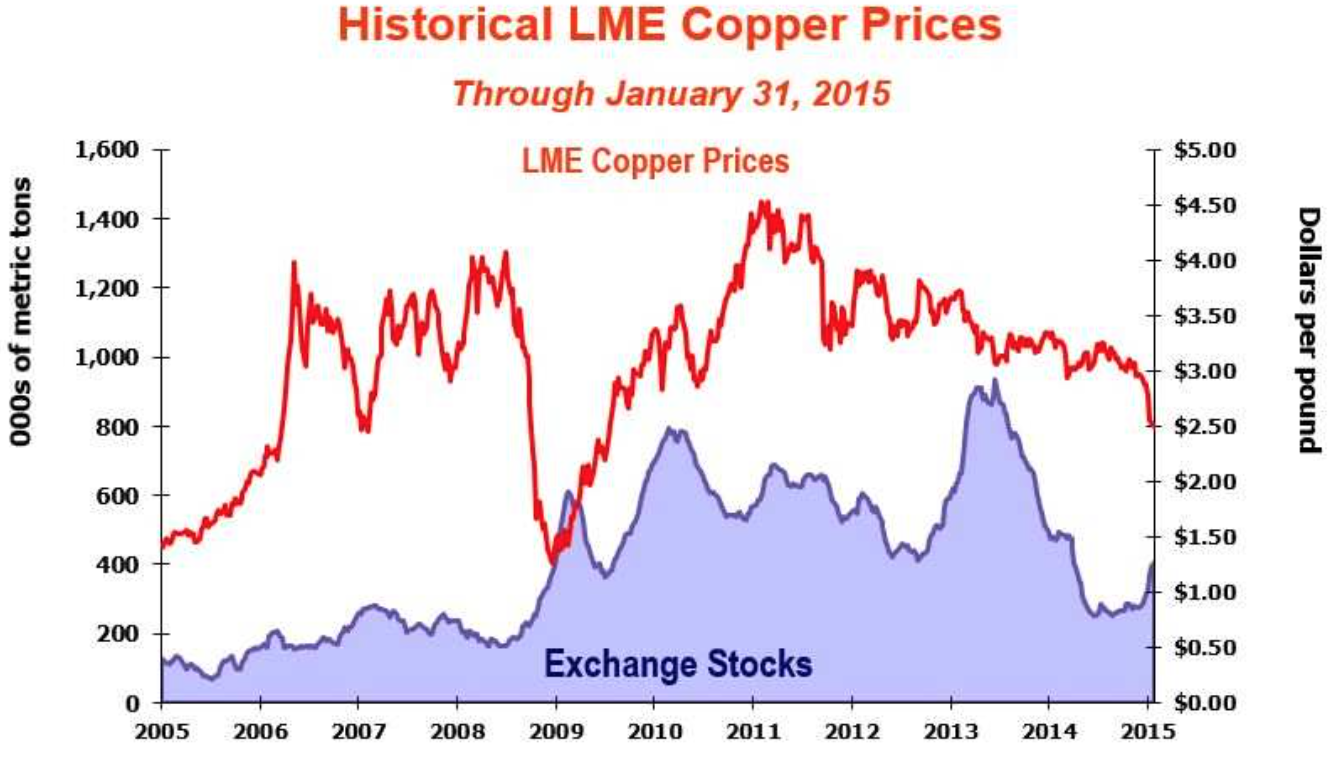 Historical LME Copper Prices
Through January 31, 2015
LME Copper Prices
000s of metric tons
1,600
1,400
1,200
1,000
800
600
400
200
0
$5.00
$4.50
$4.00
$3.50
$3.00
$2.50
$2.00
$1.50
$1.00
$0.50
$0.00
Dollars per pound
Exchange Stocks
2005 2006 2007 2008 2009 2010 2011 2012 2013 2014 2015